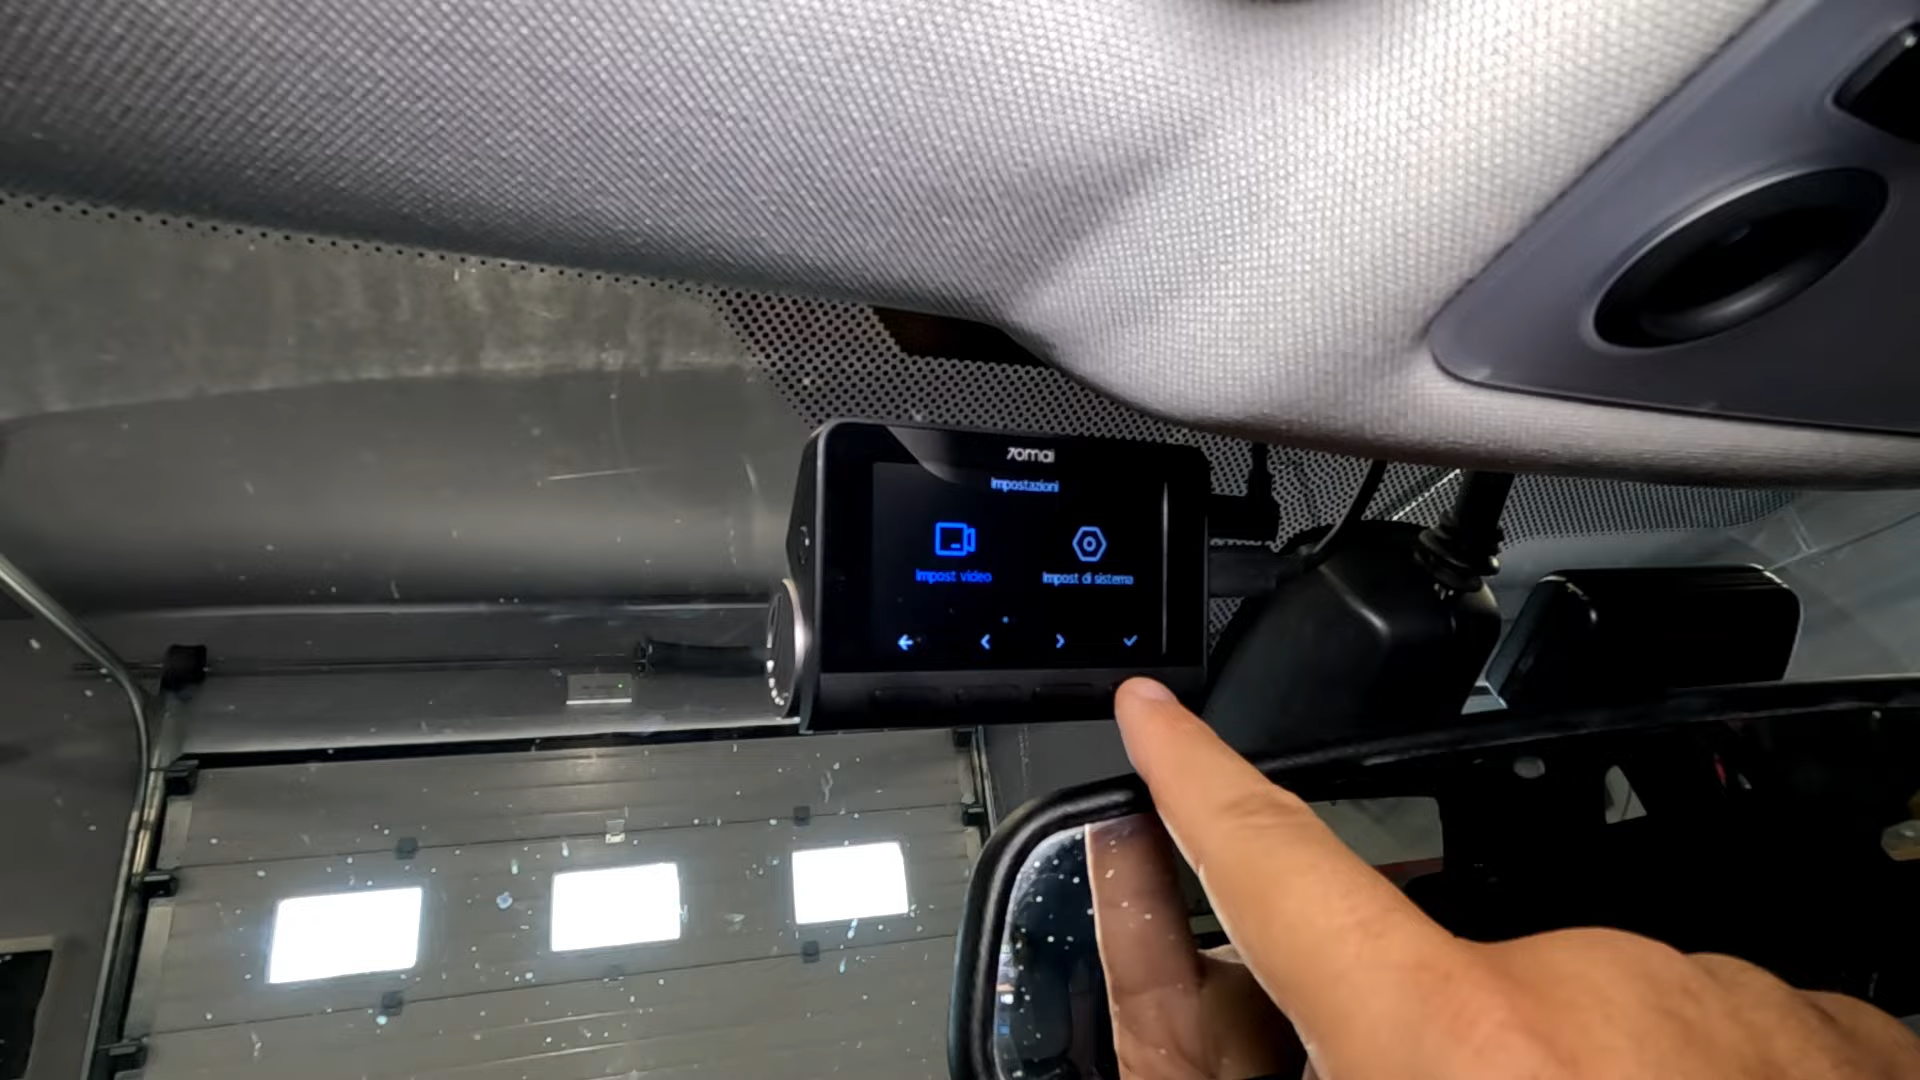 70mai
Impostazioni
Impost video
Impost di sistema